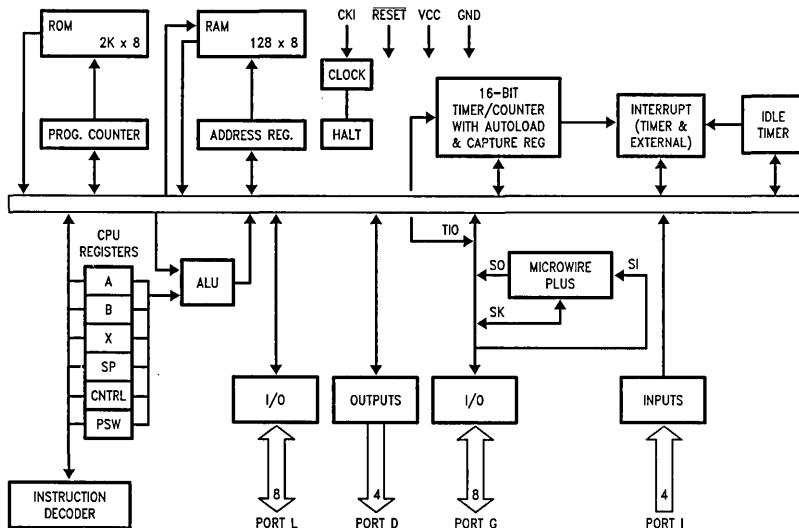 ROM
2K x 8
RAM
128 x 8
CKI RESET VCC GND
CLOCK
HALT
PROG. COUNTER
ADDRESS REG.
16-BIT
TIMER/COUNTER
WITH AUTOLOAD
& CAPTURE REG
INTERRUPT
(TIMER &
EXTERNAL)
IDLE
TIMER
CPU
REGISTERS
A
B
X
SP
CNTRL
PSW
ALU
TIO
SO
MICROWIRE
PLUS
SI
SK
I/O
OUTPUTS
I/O
INPUTS
INSTRUCTION
DECODER
8
4
8
4
PORT L
PORT D
PORT G
PORT I